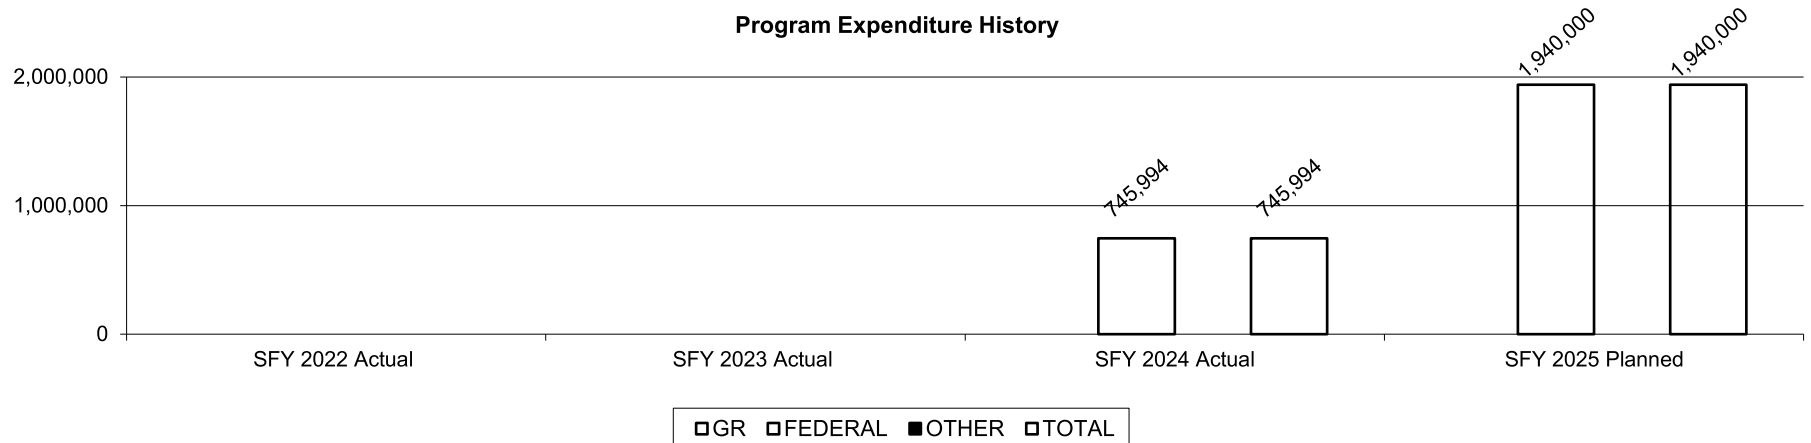 Program Expenditure History
1,940,000
1,940,000
2,000,000
745,994
745,994
1,000,000
0
SFY 2022 Actual
SFY 2023 Actual
SFY 2024 Actual
SFY 2025 Planned
GR FEDERAL OTHER TOTAL